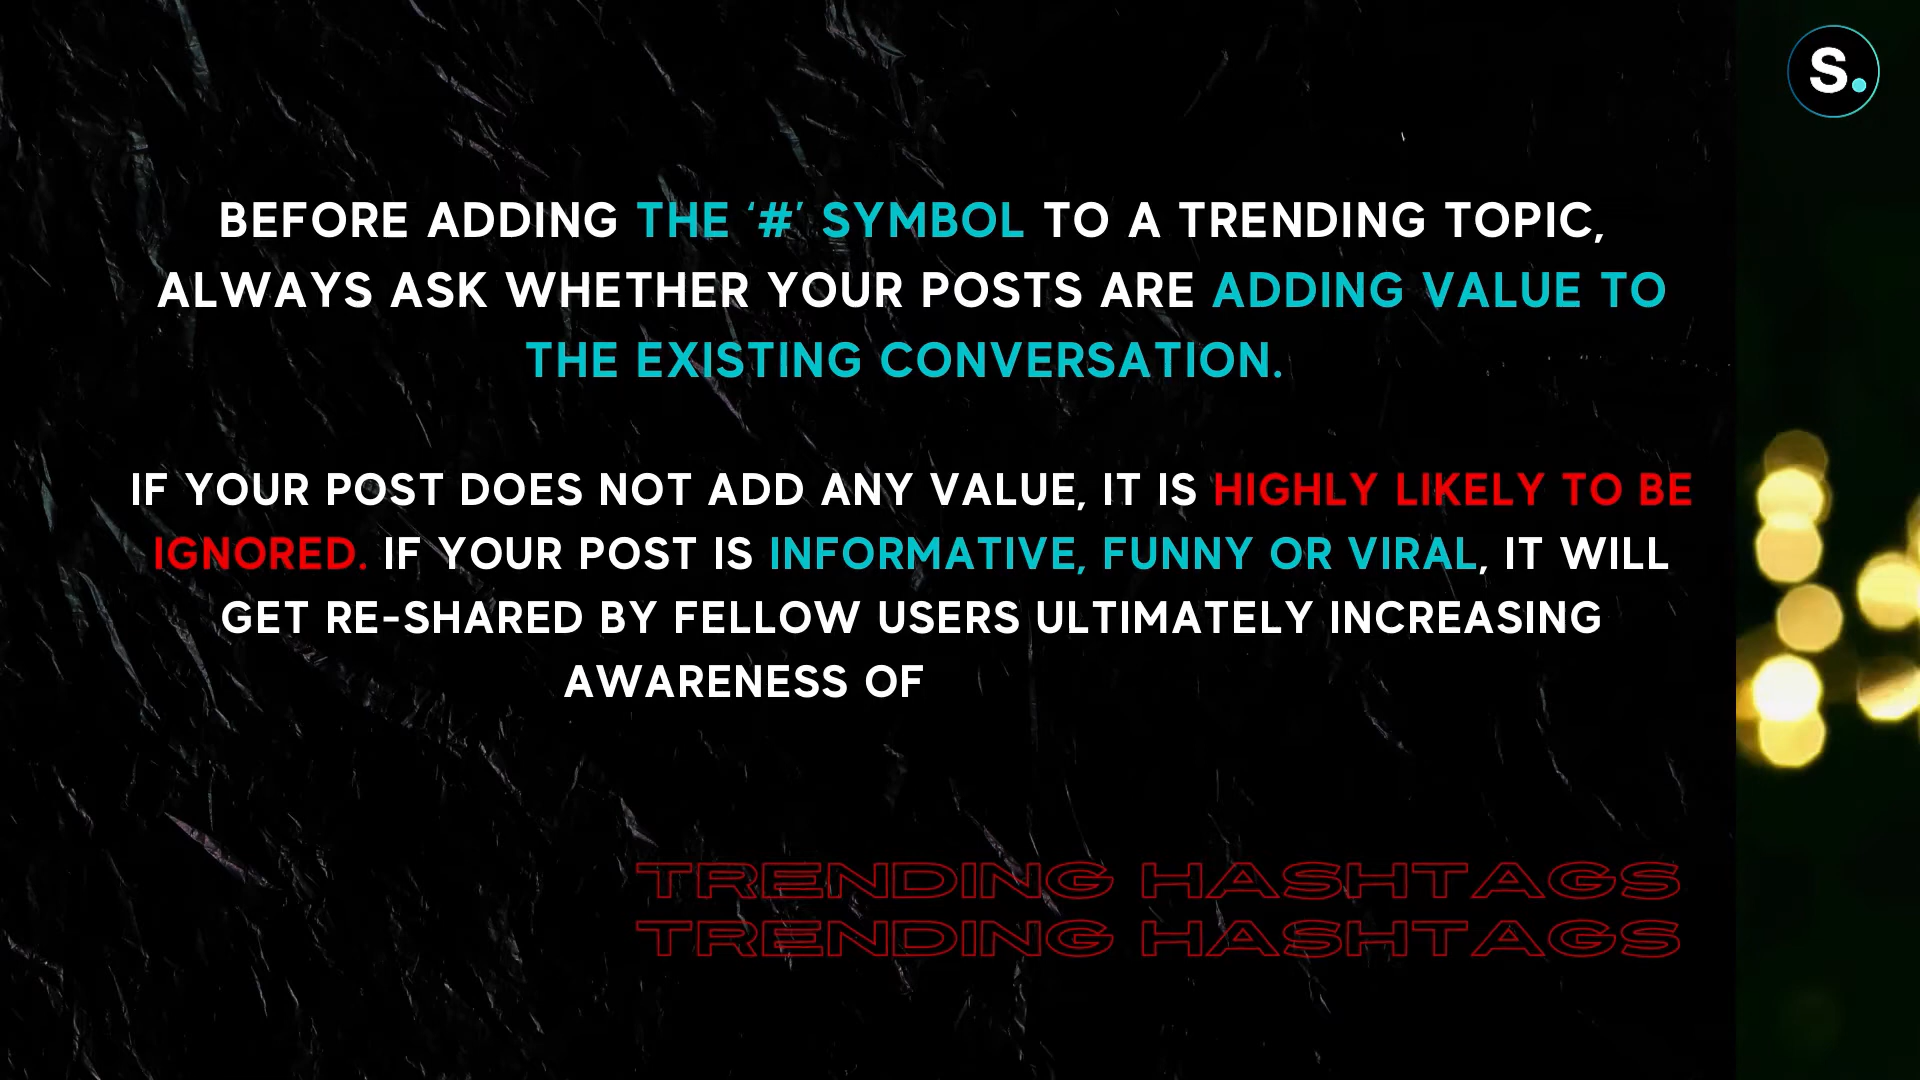 S.
BEFORE ADDING THE ‘#’ SYMBOL TO A TRENDING TOPIC,
ALWAYS ASK WHETHER YOUR POSTS ARE ADDING VALUE TO
THE EXISTING CONVERSATION.
IF YOUR POST DOES NOT ADD ANY VALUE, IT IS HIGHLY LIKELY TO BE
IGNORED. IF YOUR POST IS INFORMATIVE, FUNNY OR VIRAL, IT WILL
GET RE-SHARED BY FELLOW USERS ULTIMATELY INCREASING
AWARENESS OF
TRENDING HASHTAGS
TRENDING HASHTAGS